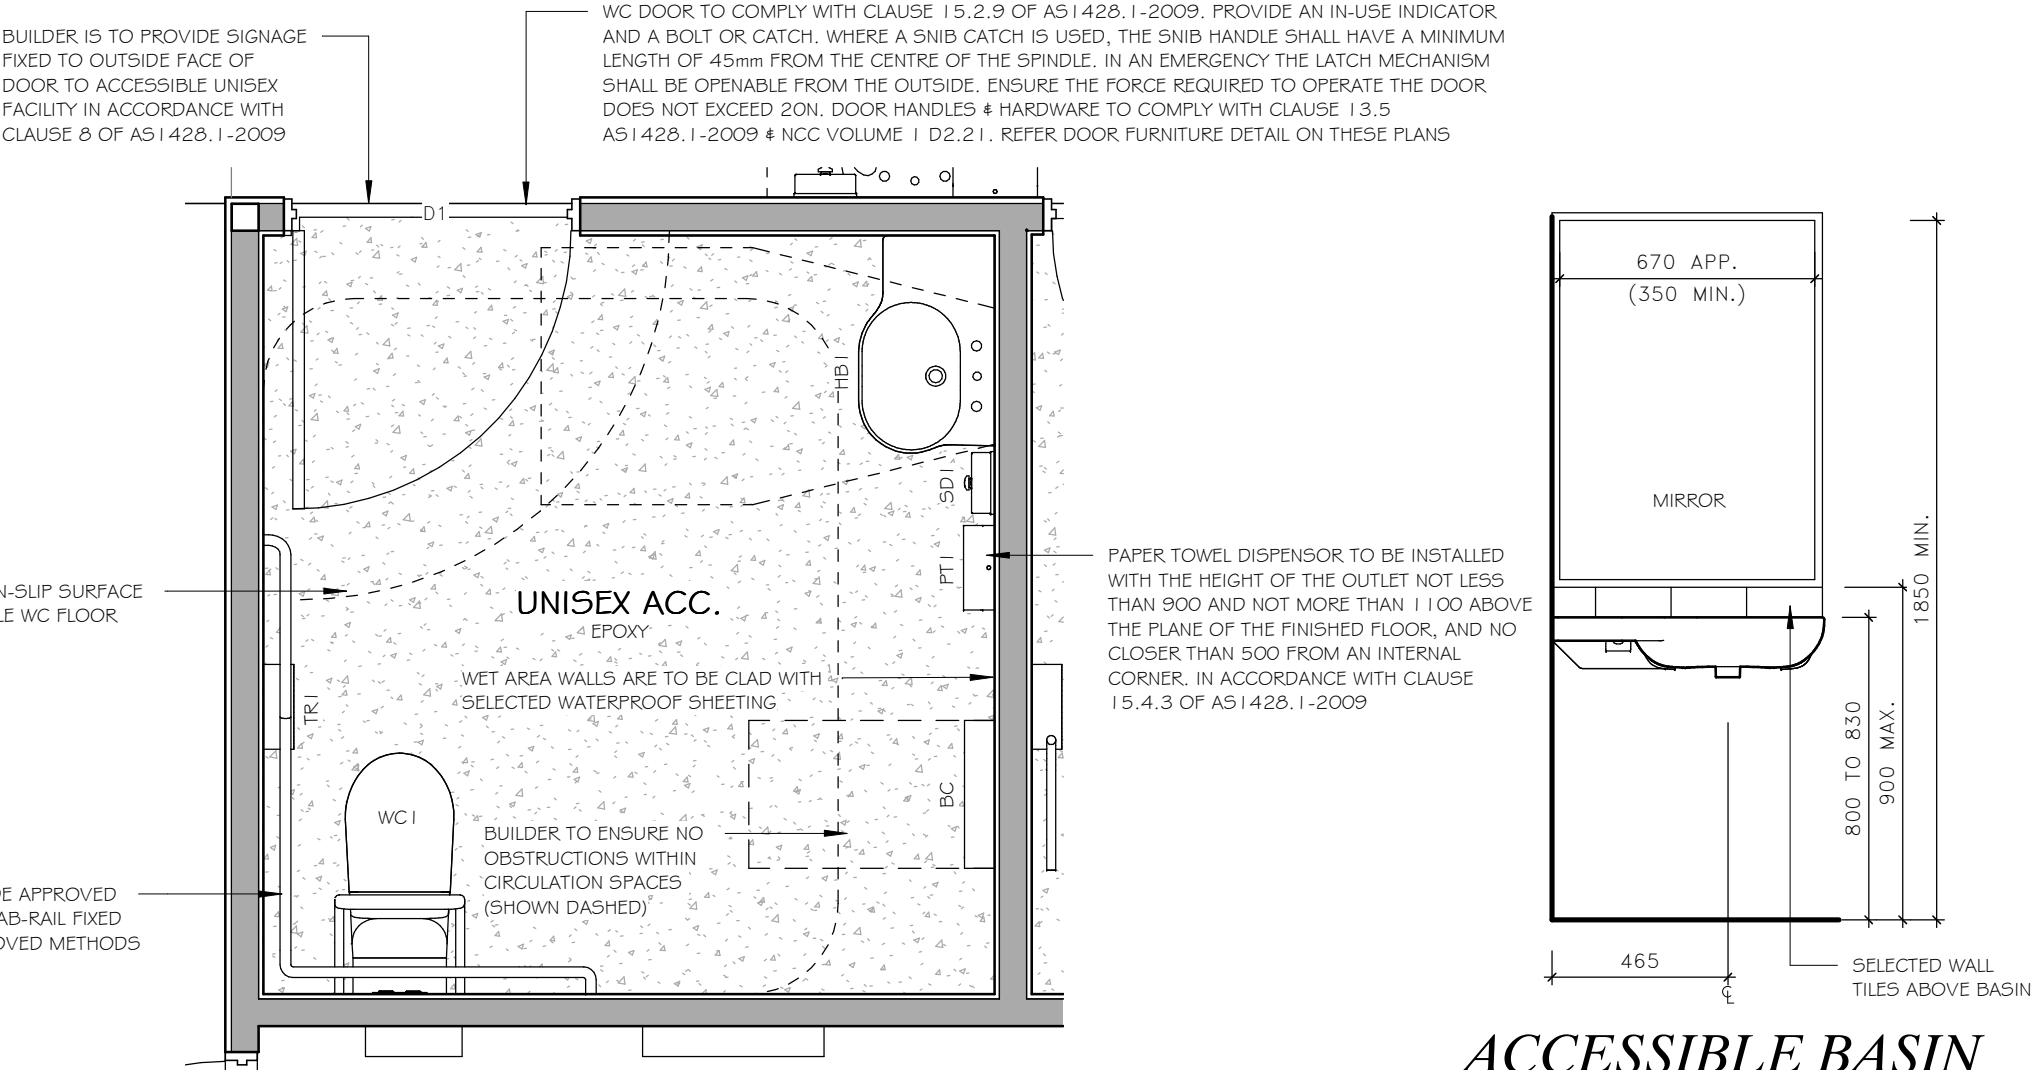 BUILDER IS TO PROVIDE SIGNAGE
FIXED TO OUTSIDE FACE OF
DOOR TO ACCESSIBLE UNISEX
FACILITY IN ACCORDANCE WITH
CLAUSE 8 OF AS1428.1-2009
WC DOOR TO COMPLY WITH CLAUSE 15.2.9 OF AS1428.1-2009. PROVIDE AN IN-USE INDICATOR
AND A BOLT OR CATCH. WHERE A SNIB CATCH IS USED, THE SNIB HANDLE SHALL HAVE A MINIMUM
LENGTH OF 45mm FROM THE CENTRE OF THE SPINDLE. IN AN EMERGENCY THE LATCH MECHANISM
SHALL BE OPENABLE FROM THE OUTSIDE. ENSURE THE FORCE REQUIRED TO OPERATE THE DOOR
DOES NOT EXCEED 20N. DOOR HANDLES & HARDWARE TO COMPLY WITH CLAUSE 13.5
AS1428.1-2009 & NCC VOLUME 1 D2.21. REFER DOOR FURNITURE DETAIL ON THESE PLANS
D1
HB1
SD1
PT1
N-SLIP SURFACE
LE WC FLOOR
UNISEX ACC.
EPOXY
WET AREA WALLS ARE TO BE CLAD WITH
SELECTED WATERPROOF SHEETING
TR1
WC1
BC
BUILDER TO ENSURE NO
OBSTRUCTIONS WITHIN
CIRCULATION SPACES
(SHOWN DASHED)
DE APPROVED
AB-RAIL FIXED
OVED METHODS
PAPER TOWEL DISPENSOR TO BE INSTALLED
WITH THE HEIGHT OF THE OUTLET NOT LESS
THAN 900 AND NOT MORE THAN 1100 ABOVE
THE PLANE OF THE FINISHED FLOOR, AND NO
CLOSER THAN 500 FROM AN INTERNAL
CORNER. IN ACCORDANCE WITH CLAUSE
15.4.3 OF AS1428.1-2009
670 APP.
(350 MIN.)
MIRROR
1850 MIN.
800 TO 830
900 MAX.
465
℄
SELECTED WALL
TILES ABOVE BASIN
ACCESSIBLE BASIN